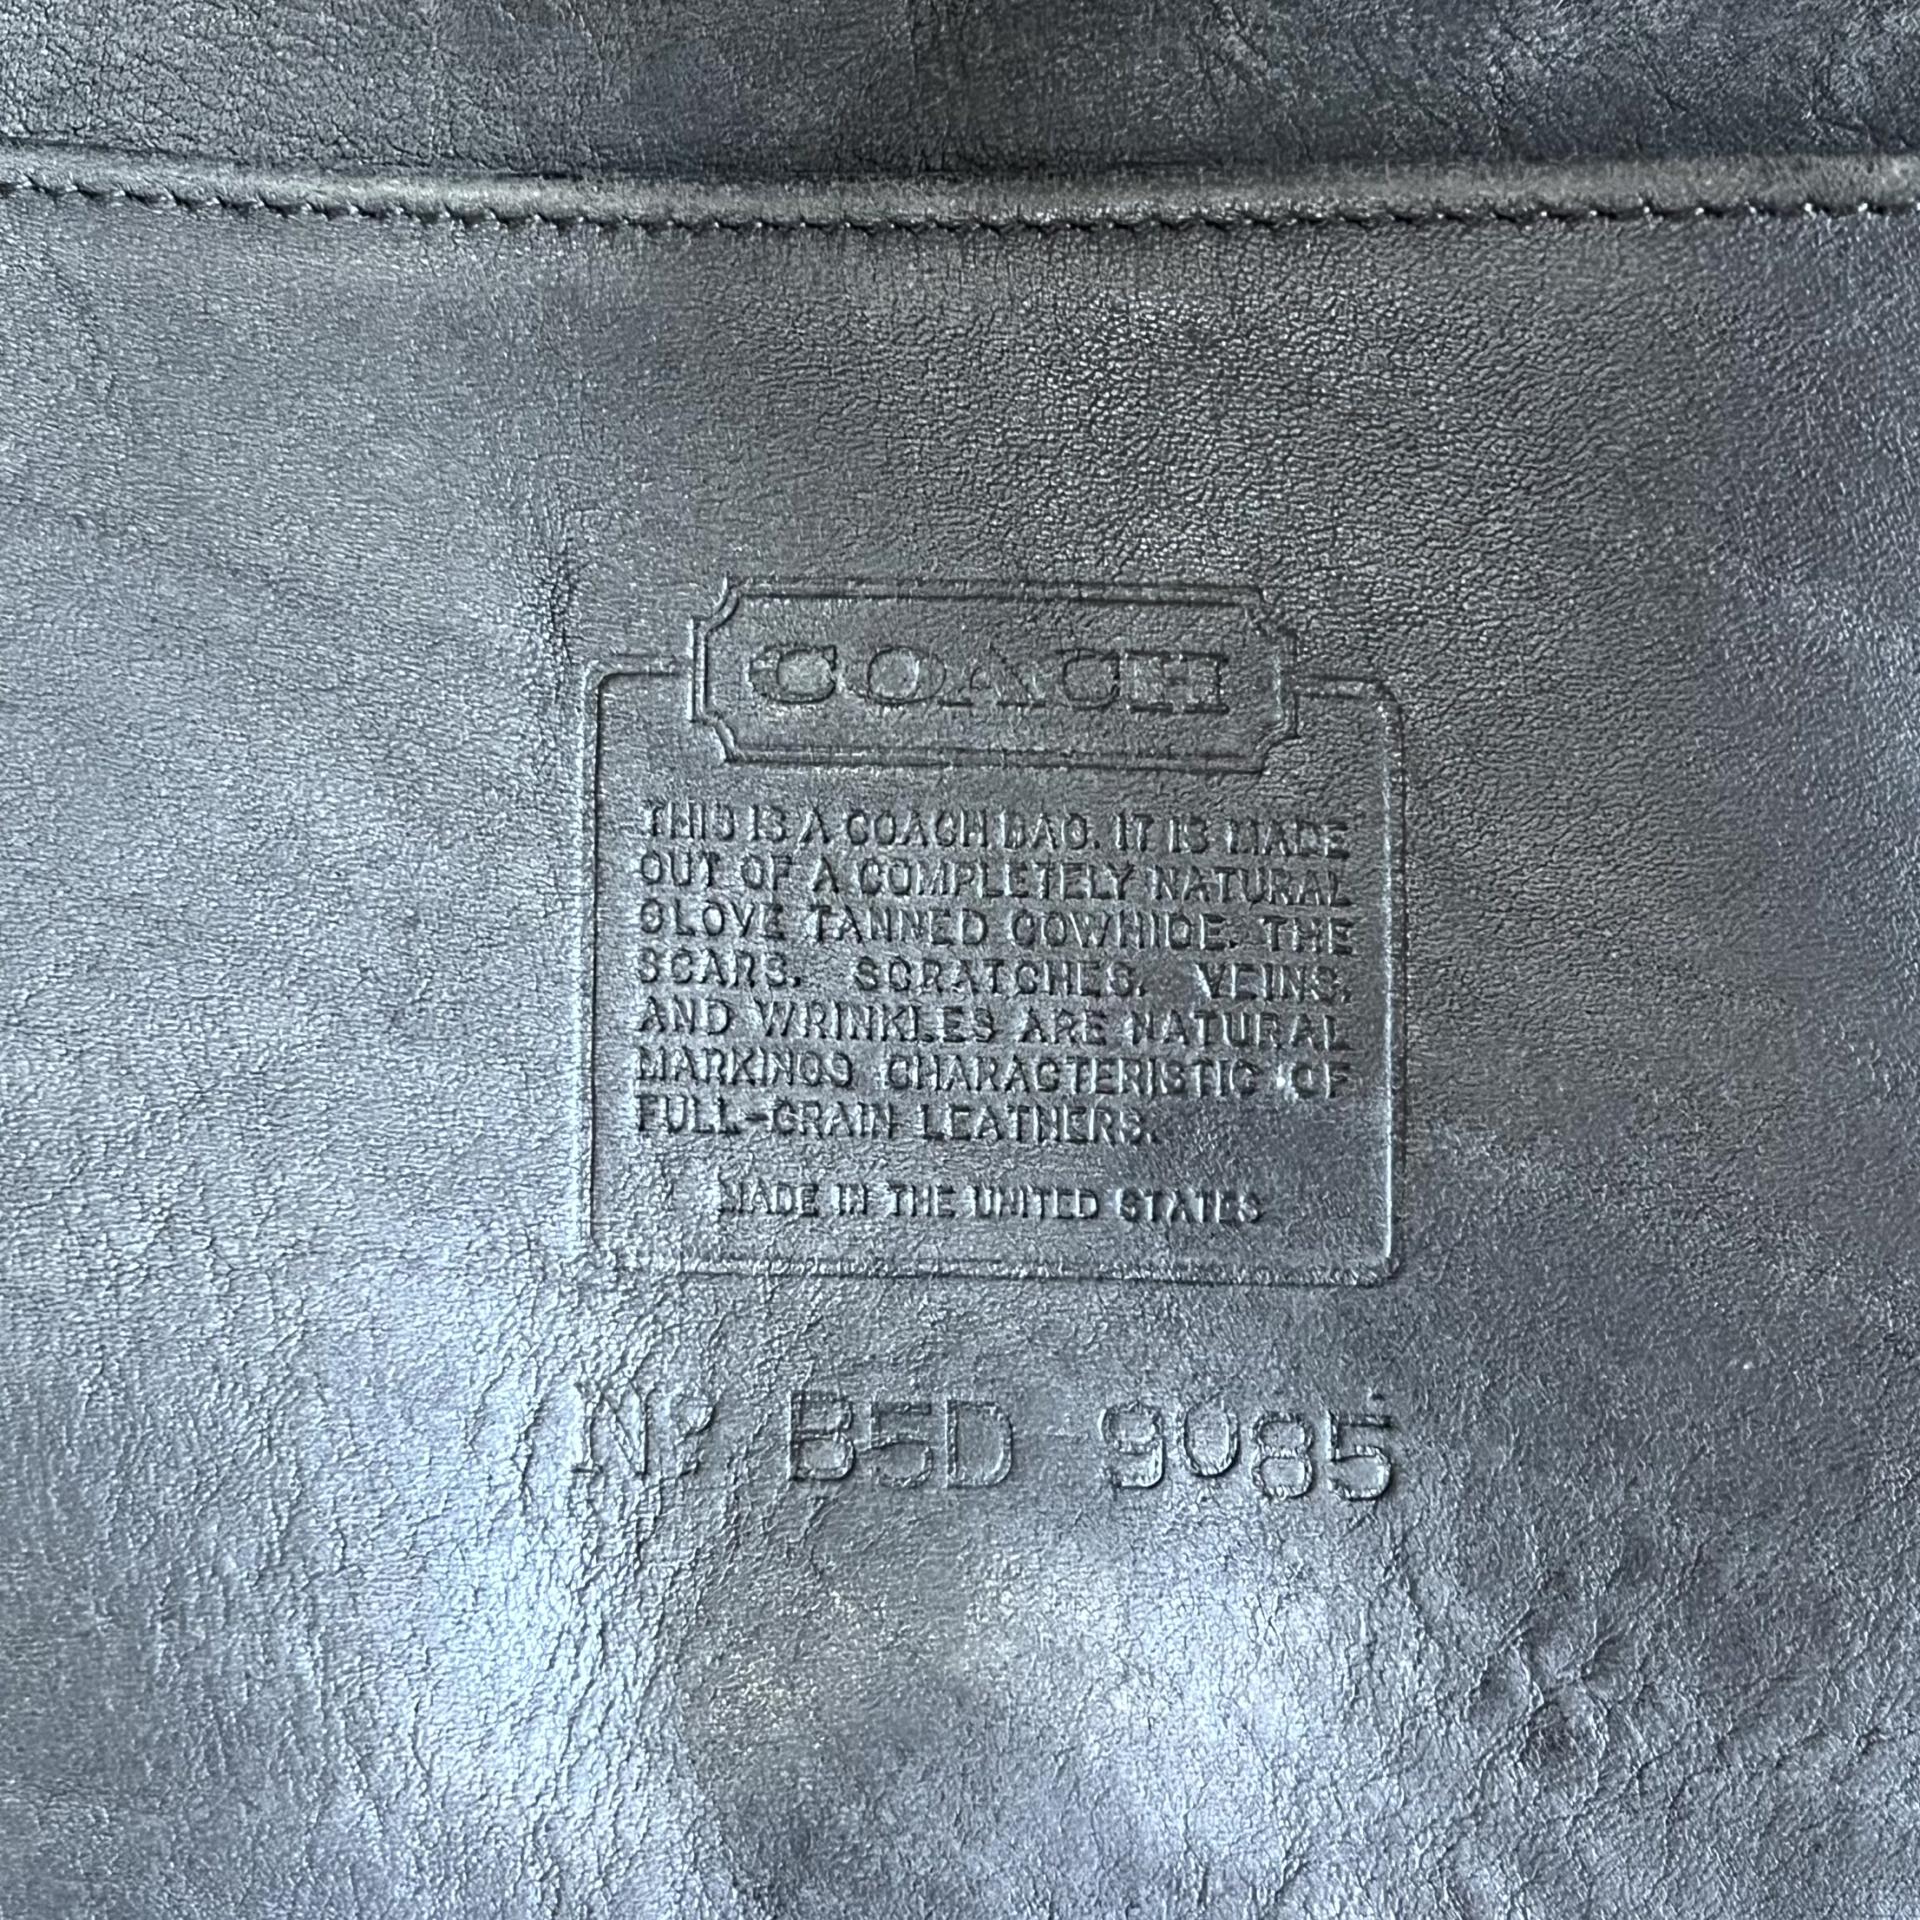 COACH
THIS IS A COACH BAG. IT IS MADE
OUT OF A COMPLETELY NATURAL
GLOVE TANNED COWHIDE. THE
SCARS, SCRATCHES, VEINS,
AND WRINKLES ARE NATURAL
MARKINGS CHARACTERISTIC OF
FULL-GRAIN LEATHERS.
MADE IN THE UNITED STATES
Nº B5D 9085